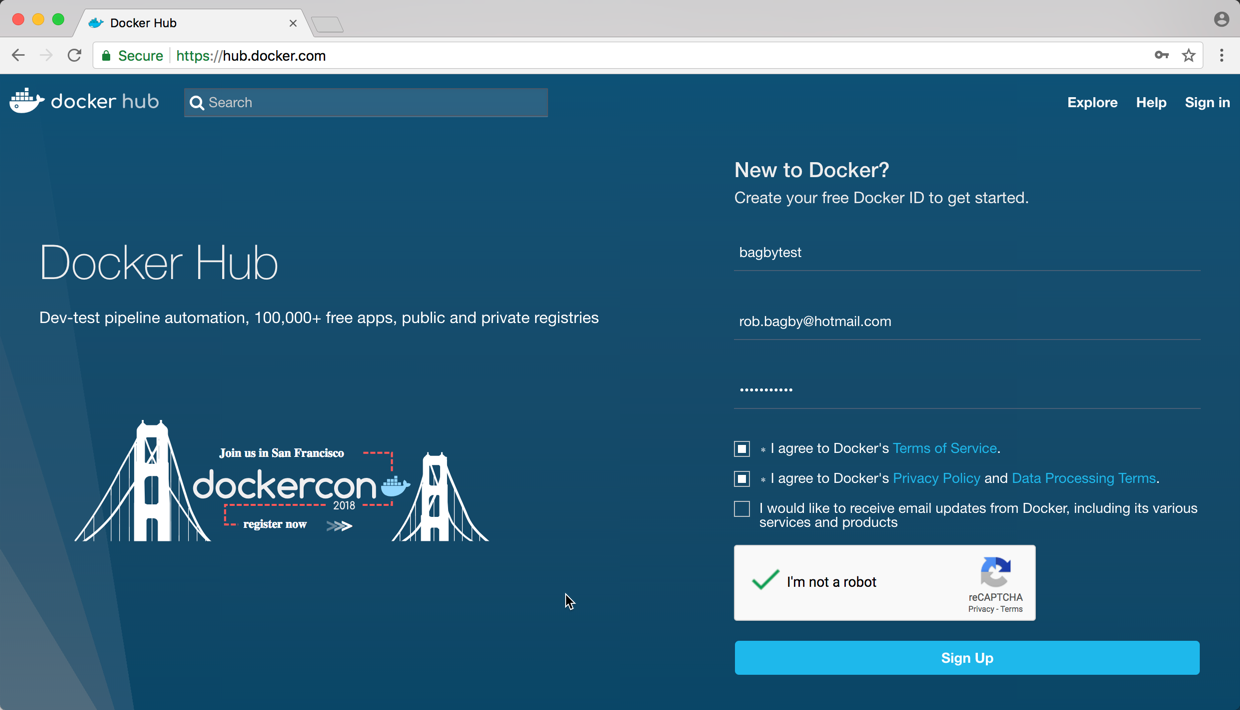 Docker Hub
Secure https://hub.docker.com
docker hub
Search
Explore Help Sign in
New to Docker?
Create your free Docker ID to get started.
bagbytest
Docker Hub
Dev-test pipeline automation, 100,000+ free apps, public and private registries
rob.bagby@hotmail.com
•••••••••••
Join us in San Francisco
dockercon
2018
register now
* I agree to Docker's Terms of Service.
* I agree to Docker's Privacy Policy and Data Processing Terms.
I would like to receive email updates from Docker, including its various
services and products
I'm not a robot
reCAPTCHA
Privacy - Terms
Sign Up